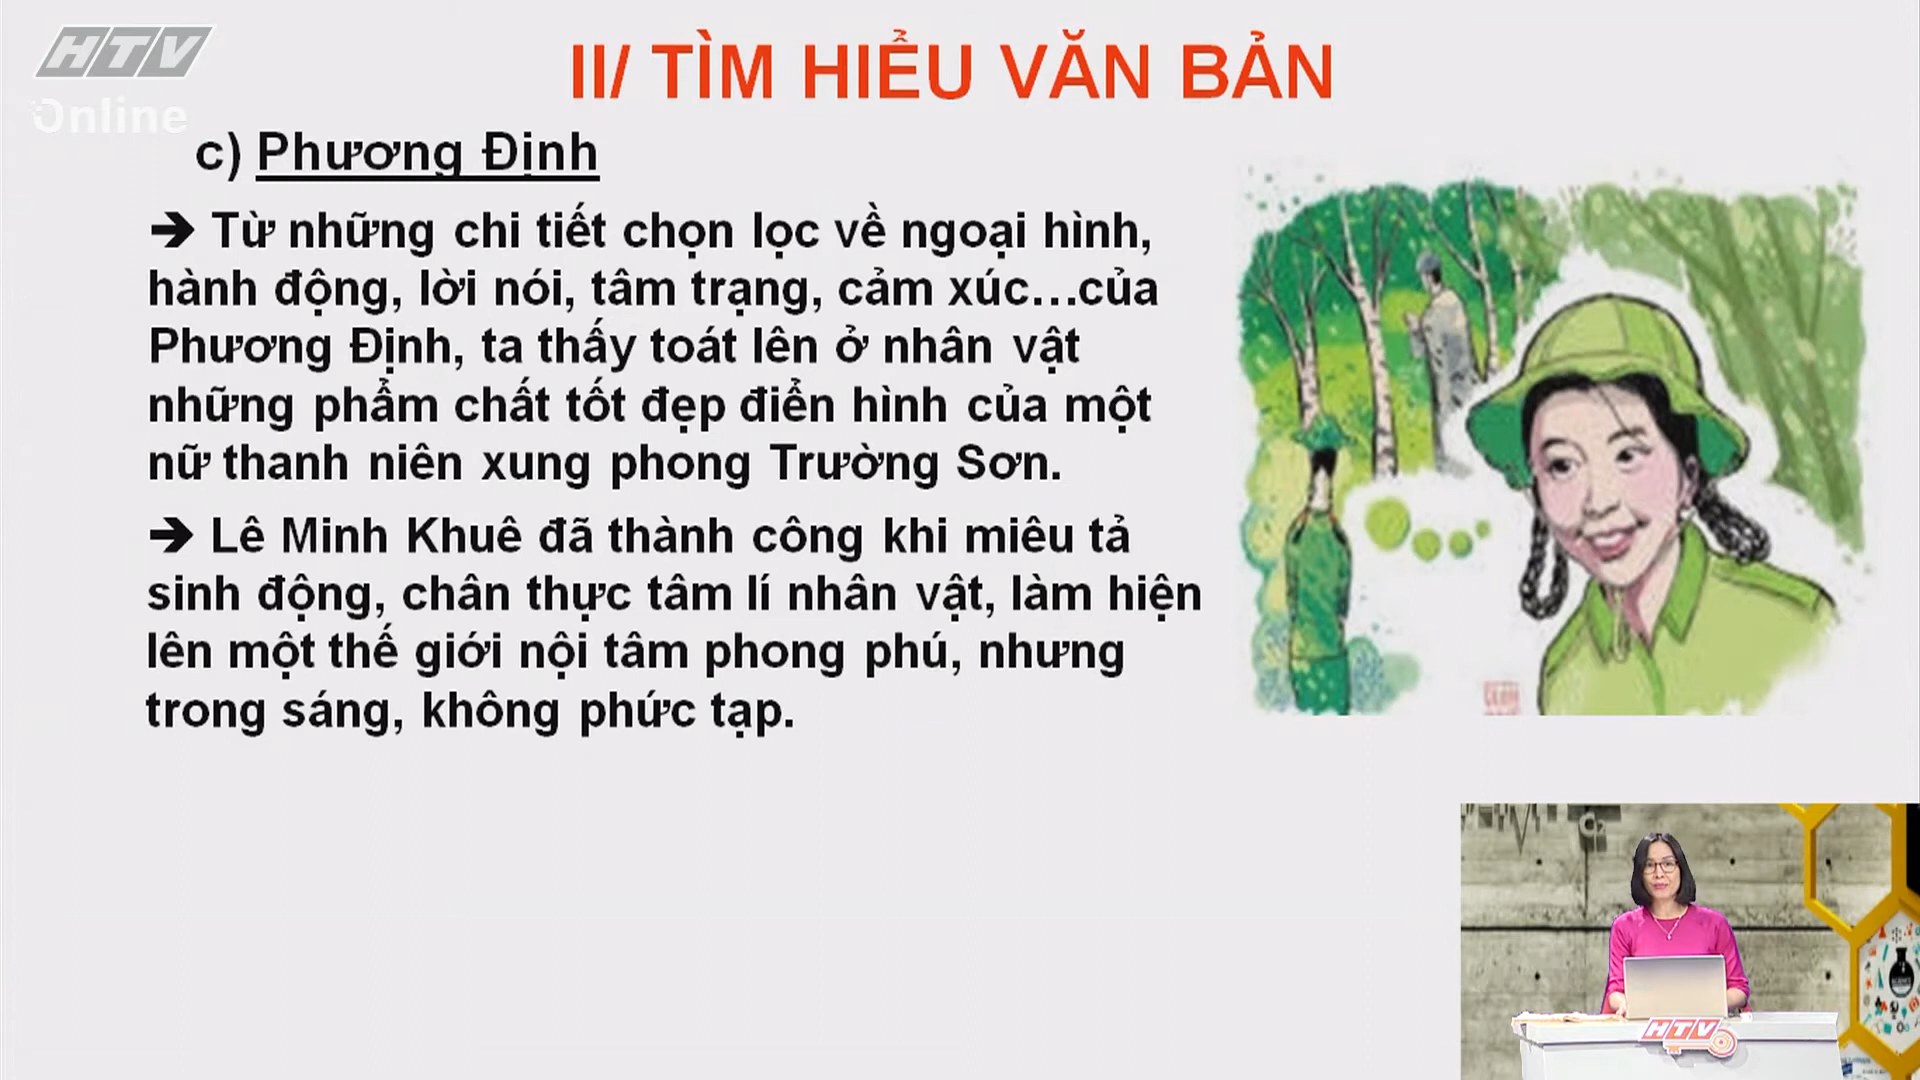 HTV
Online
II/ TÌM HIỂU VĂN BẢN
c) Phương Định
➔ Từ những chi tiết chọn lọc về ngoại hình,
hành động, lời nói, tâm trạng, cảm xúc...của
Phương Định, ta thấy toát lên ở nhân vật
những phẩm chất tốt đẹp điển hình của một
nữ thanh niên xung phong Trường Sơn.
➔ Lê Minh Khuê đã thành công khi miêu tả
sinh động, chân thực tâm lí nhân vật, làm hiện
lên một thế giới nội tâm phong phú, nhưng
trong sáng, không phức tạp.
HTV